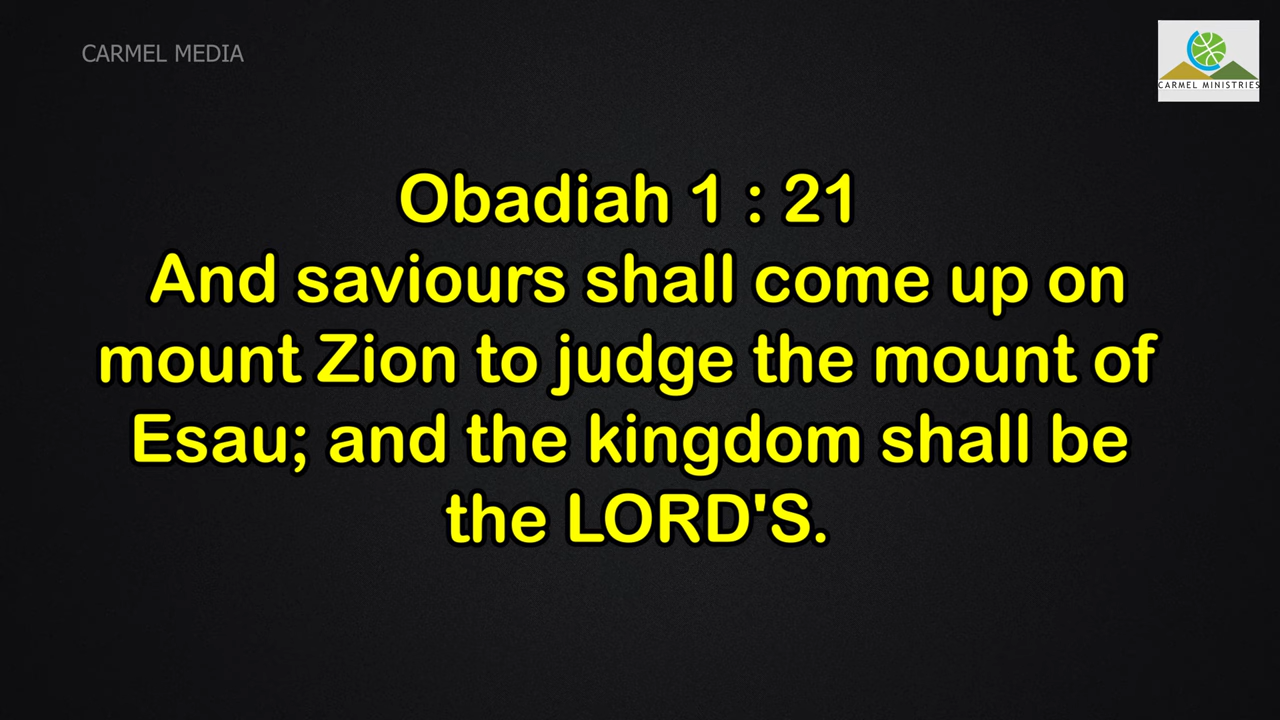 CARMEL MEDIA
CARMEL MINISTRIES
Obadiah 1 : 21
And saviours shall come up on
mount Zion to judge the mount of
Esau; and the kingdom shall be
the LORD'S.